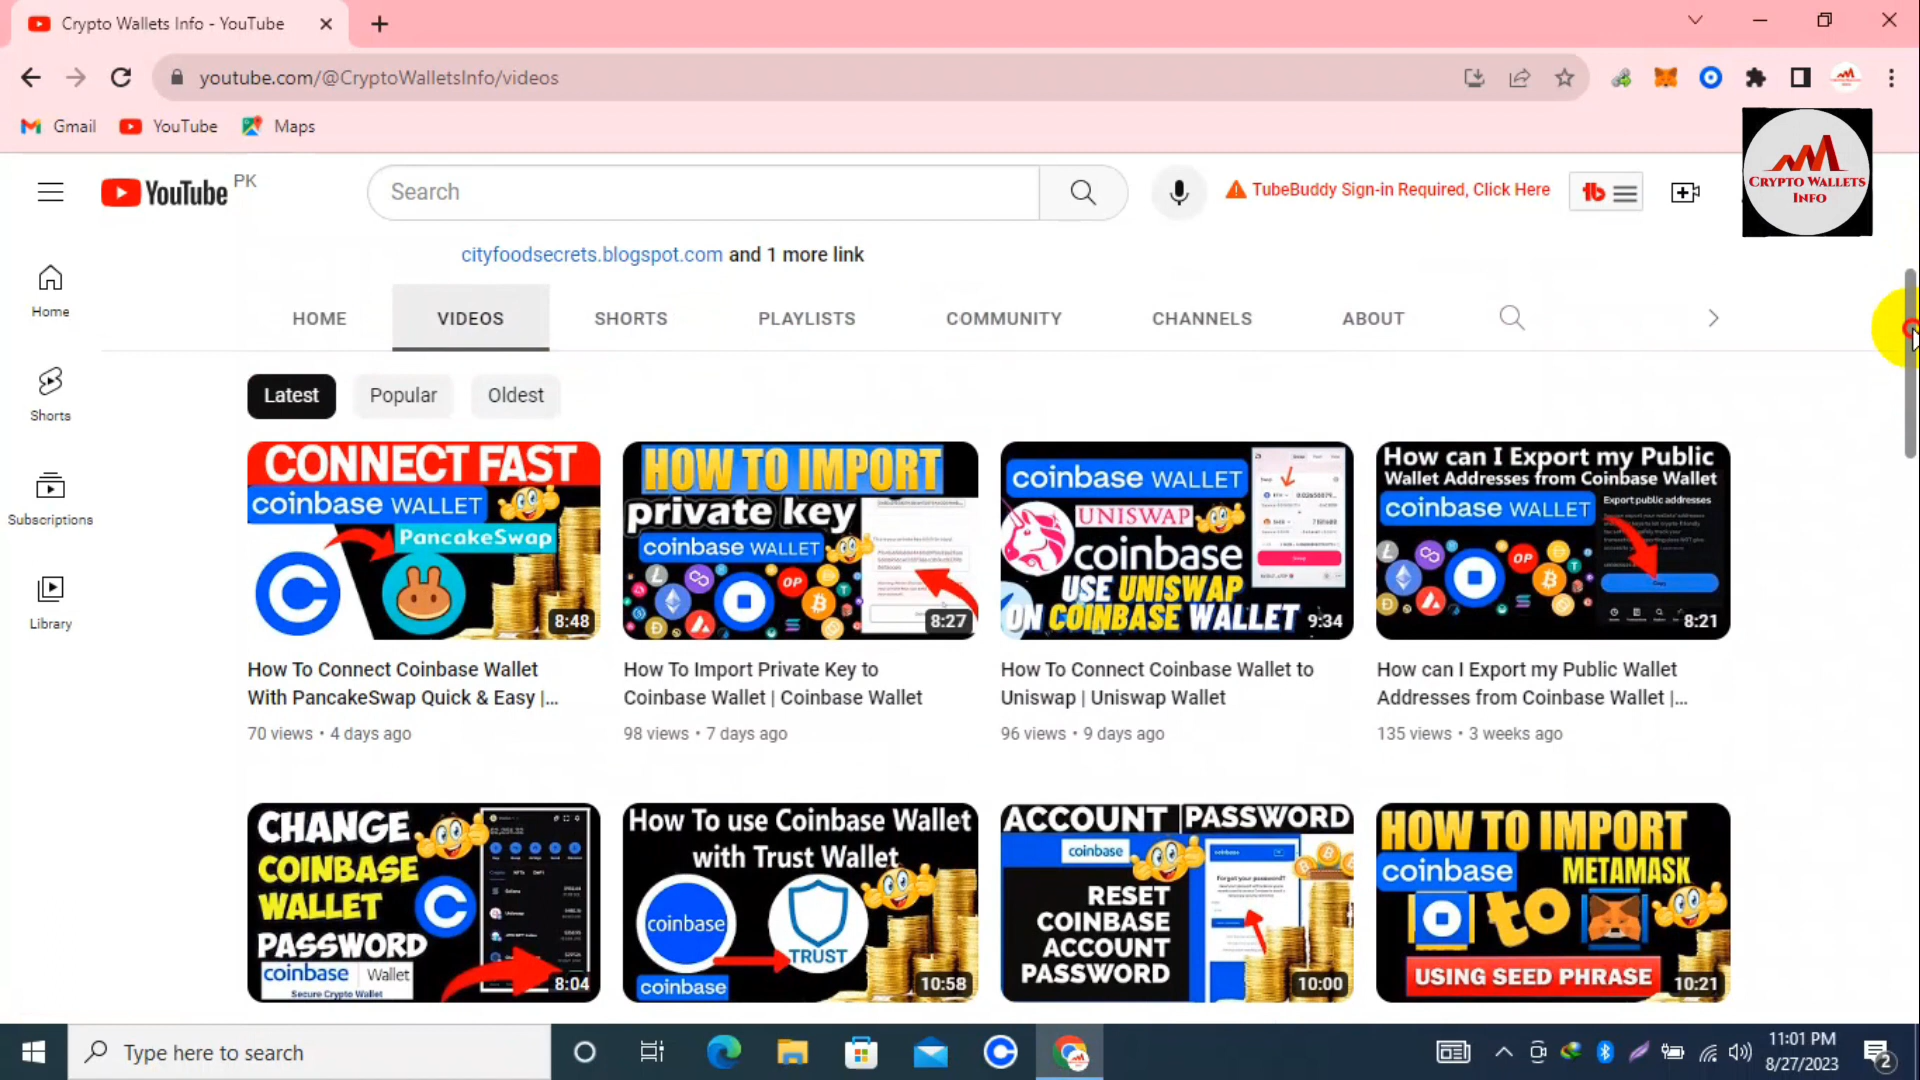 Crypto Wallets Info - YouTube
youtube.com/@CryptoWalletsInfo/videos
Gmail
YouTube
Maps
CRYPTO WALLETS
INFO
YouTube PK
Search
TubeBuddy Sign-in Required, Click Here
cityfoodsecrets.blogspot.com and 1 more link
HOME
VIDEOS
SHORTS
PLAYLISTS
COMMUNITY
CHANNELS
ABOUT
Home
Shorts
Subscriptions
Library
Latest
Popular
Oldest
CONNECT FAST
coinbase WALLET
PancakeSwap
8:48
How To Connect Coinbase Wallet
With PancakeSwap Quick & Easy |...
70 views • 4 days ago
HOW TO IMPORT
private key
coinbase WALLET
OP
8:27
How To Import Private Key to
Coinbase Wallet | Coinbase Wallet
98 views • 7 days ago
coinbase WALLET
UNISWAP
coinbase
USE UNISWAP
ON COINBASE WALLET
9:34
How To Connect Coinbase Wallet to
Uniswap | Uniswap Wallet
96 views • 9 days ago
How can I Export my Public
Wallet Addresses from Coinbase Wallet
coinbase WALLET
Export public addresses
OP
8:21
How can I Export my Public Wallet
Addresses from Coinbase Wallet |...
135 views • 3 weeks ago
CHANGE
COINBASE
WALLET
PASSWORD
coinbase Wallet
Secure Crypto Wallet
8:04
How To use Coinbase Wallet
with Trust Wallet
coinbase
TRUST
coinbase
10:58
ACCOUNT PASSWORD
coinbase
RESET
COINBASE
ACCOUNT
PASSWORD
Forgot your password?
10:00
HOW TO IMPORT
coinbase METAMASK
to
USING SEED PHRASE
10:21
Type here to search
11:01 PM
8/27/2023
2